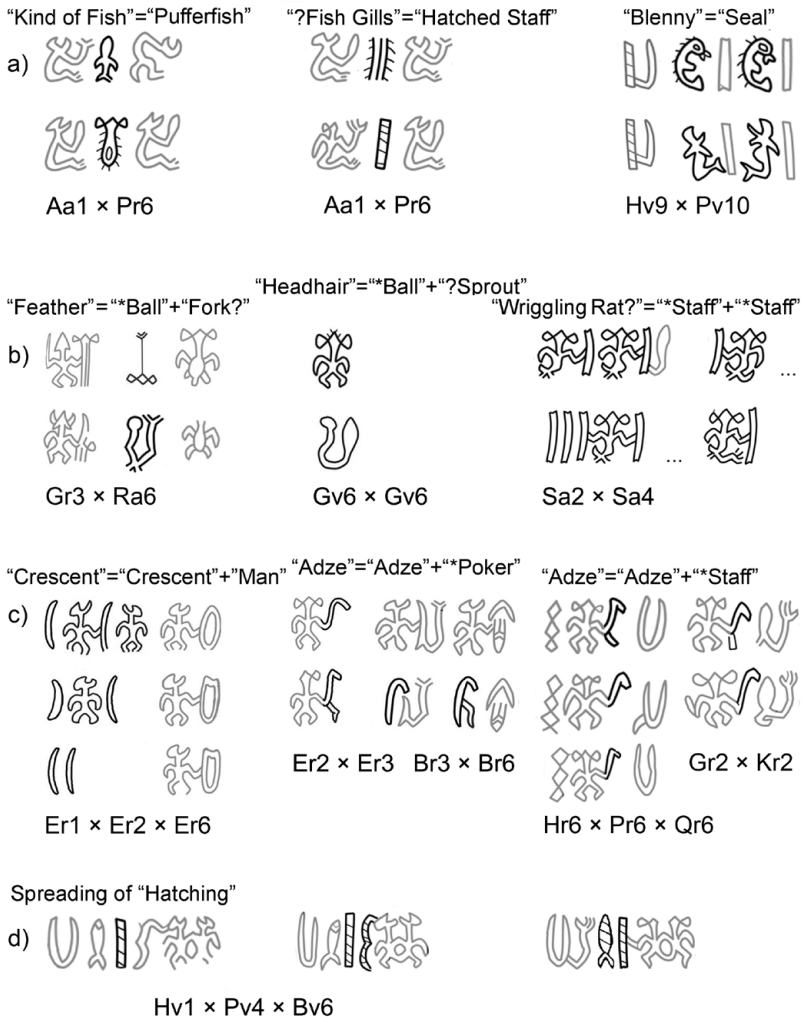 “Kind of Fish”=“Pufferfish” “?Fish Gills”=“Hatched Staff” “Blenny”=“Seal”
a)
Aa1 × Pr6 Aa1 × Pr6 Hv9 × Pv10
“Headhair”=“*Ball”+“?Sprout”
“Feather”=“*Ball”+“Fork?” “Wriggling Rat?”=“*Staff”+“*Staff”
b)
...
...
Gr3 × Ra6 Gv6 × Gv6 Sa2 × Sa4
“Crescent”=“Crescent”+”Man” “Adze”=“Adze”+“*Poker” “Adze”=“Adze”+“*Staff”
c)
Er2 × Er3 Br3 × Br6 Gr2 × Kr2
Er1 × Er2 × Er6 Hr6 × Pr6 × Qr6
Spreading of “Hatching”
d)
Hv1 × Pv4 × Bv6